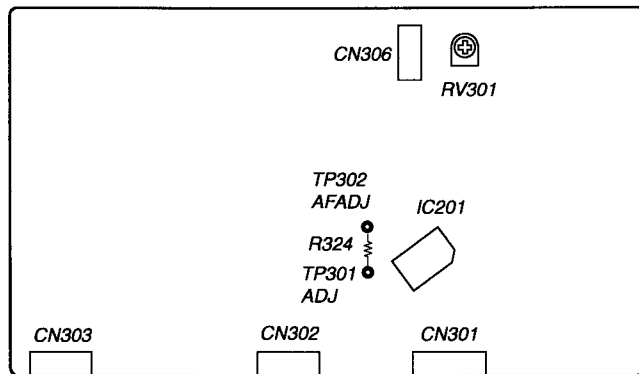 CN306
RV301
TP302
AFADJ
IC201
R324
TP301
ADJ
CN303
CN302
CN301